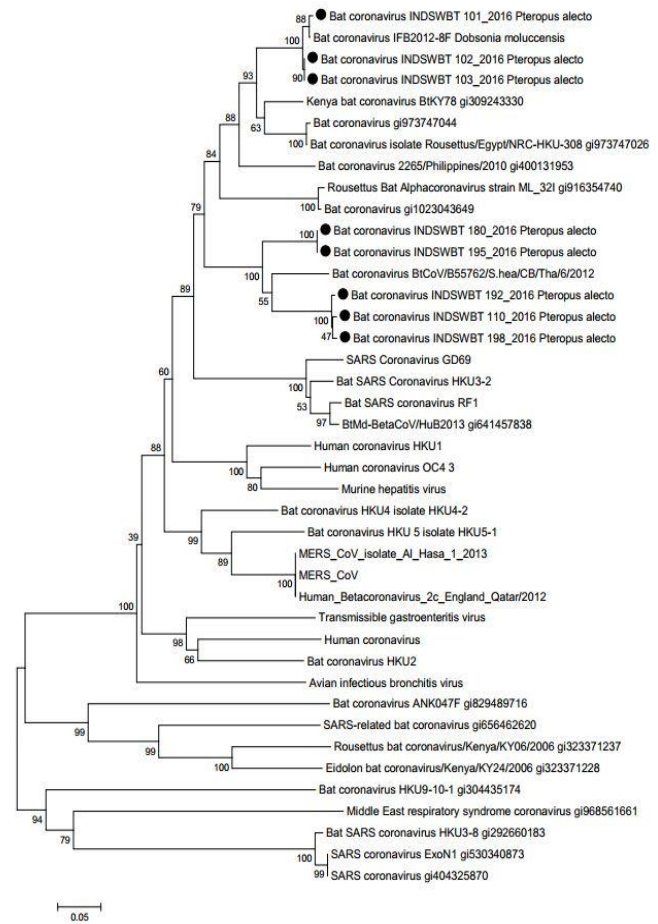 88
Bat coronavirus INDSWBT 101_2016 Pteropus alecto
Bat coronavirus IFB2012-8F Dobsonia moluccensis
100
Bat coronavirus INDSWBT 102_2016 Pteropus alecto
90
Bat coronavirus INDSWBT 103_2016 Pteropus alecto
93
Kenya bat coronavirus BtKY78 gi309243330
63
Bat coronavirus gi973747044
88
100
Bat coronavirus isolate Rousettus/Egypt/NRC-HKU-308 gi973747026
84
Bat coronavirus 2265/Philippines/2010 gi400131953
Rousettus Bat Alphacoronavirus strain ML_32I gi916354740
100
Bat coronavirus gi1023043649
79
100
Bat coronavirus INDSWBT 180_2016 Pteropus alecto
Bat coronavirus INDSWBT 195_2016 Pteropus alecto
100
Bat coronavirus BtCoV/B55762/S.hea/CB/Tha/6/2012
55
Bat coronavirus INDSWBT 192_2016 Pteropus alecto
89
100
Bat coronavirus INDSWBT 110_2016 Pteropus alecto
47
Bat coronavirus INDSWBT 198_2016 Pteropus alecto
SARS Coronavirus GD69
100
Bat SARS Coronavirus HKU3-2
60
53
Bat SARS coronavirus RF1
97
BtMd-BetaCoV/HuB2013 gi641457838
88
Human coronavirus HKU1
100
Human coronavirus OC4 3
80
Murine hepatitis virus
Bat coronavirus HKU4 isolate HKU4-2
39
99
Bat coronavirus HKU 5 isolate HKU5-1
89
MERS_CoV_isolate_Al_Hasa_1_2013
100
MERS_CoV
Human_Betacoronavirus_2c_England_Qatar/2012
100
Transmissible gastroenteritis virus
98
Human coronavirus
66
Bat coronavirus HKU2
Avian infectious bronchitis virus
Bat coronavirus ANK047F gi829489716
99
SARS-related bat coronavirus gi656462620
99
Rousettus bat coronavirus/Kenya/KY06/2006 gi323371237
100
Eidolon bat coronavirus/Kenya/KY24/2006 gi323371228
Bat coronavirus HKU9-10-1 gi304435174
94
Middle East respiratory syndrome coronavirus gi968561661
79
Bat SARS coronavirus HKU3-8 gi292660183
100
SARS coronavirus ExoN1 gi530340873
99
SARS coronavirus gi404325870
0.05